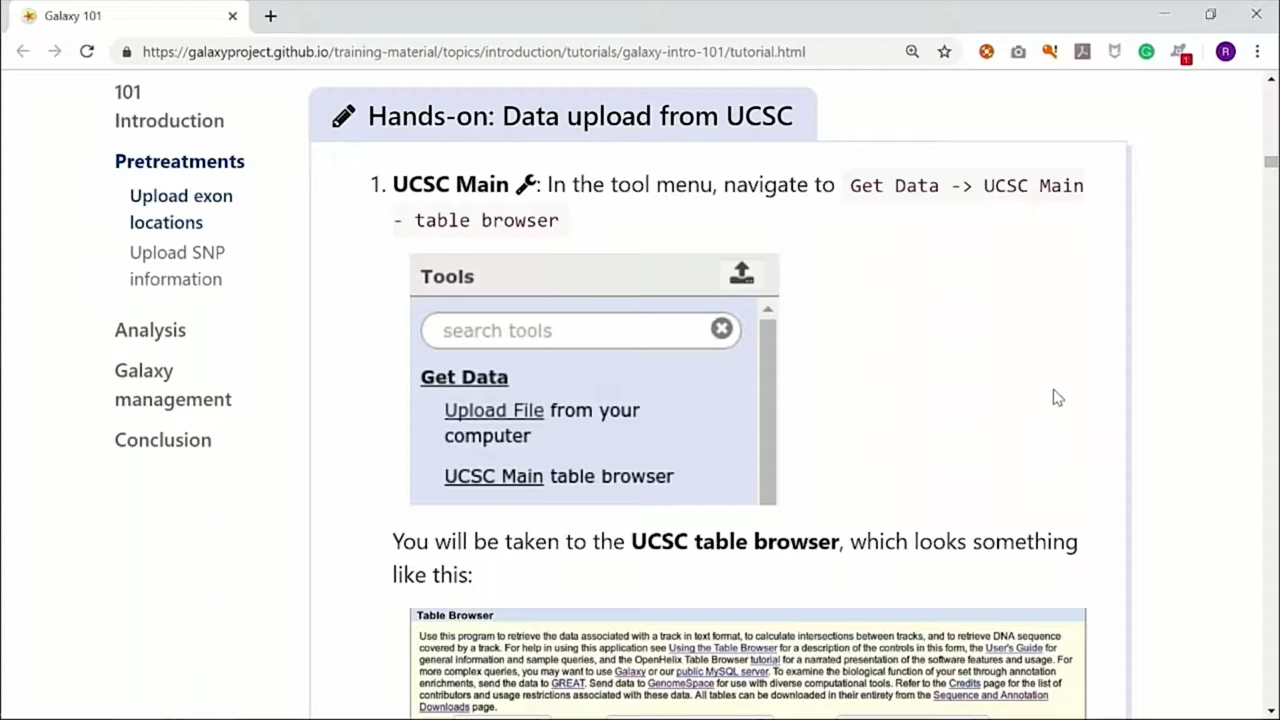 Galaxy 101
https://galaxyproject.github.io/training-material/topics/introduction/tutorials/galaxy-intro-101/tutorial.html
R
1
101
Introduction
Pretreatments
Upload exon
locations
Upload SNP
information
Analysis
Galaxy
management
Conclusion
Hands-on: Data upload from UCSC
1. UCSC Main : In the tool menu, navigate to Get Data -> UCSC Main
- table browser
Tools
search tools
Get Data
Upload File from your
computer
UCSC Main table browser
You will be taken to the UCSC table browser, which looks something
like this:
Table Browser
Use this program to retrieve the data associated with a track in text format, to calculate intersections between tracks, and to retrieve DNA sequence
covered by a track. For help in using this application see Using the Table Browser for a description of the controls in this form, the User's Guide for
general information and sample queries, and the OpenHelix Table Browser tutorial for a narrated presentation of the software features and usage. For
more complex queries, you may want to use Galaxy or our public MySQL server. To examine the biological function of your set through annotation
enrichments, send the data to GREAT. Send data to GenomeSpace for use with diverse computational tools. Refer to the Credits page for the list of
contributors and usage restrictions associated with these data. All tables can be downloaded in their entirety from the Sequence and Annotation
Downloads page.